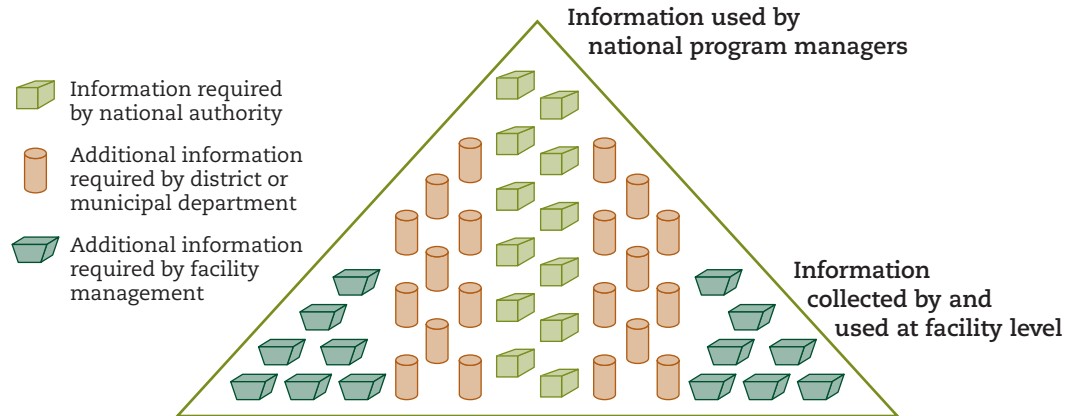 Information used by
national program managers
Information required
by national authority
Additional information
required by district or
municipal department
Additional information
required by facility
management
Information
collected by and
used at facility level